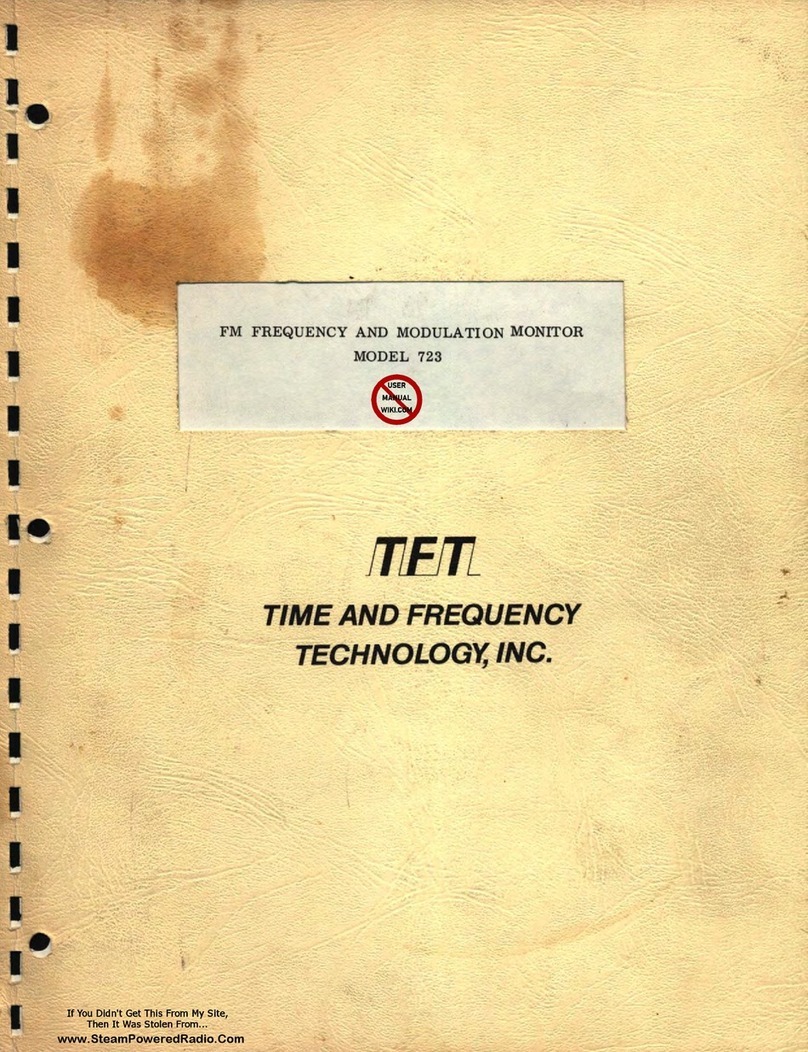 FM FREQUENCY AND MODULATION MONITOR
MODEL 723
USER
MANUAL
WIKI.COM
TFT
TIME AND FREQUENCY
TECHNOLOGY, INC.
If You Didn't Get This From My Site,
Then It Was Stolen From...
www.SteamPoweredRadio.Com